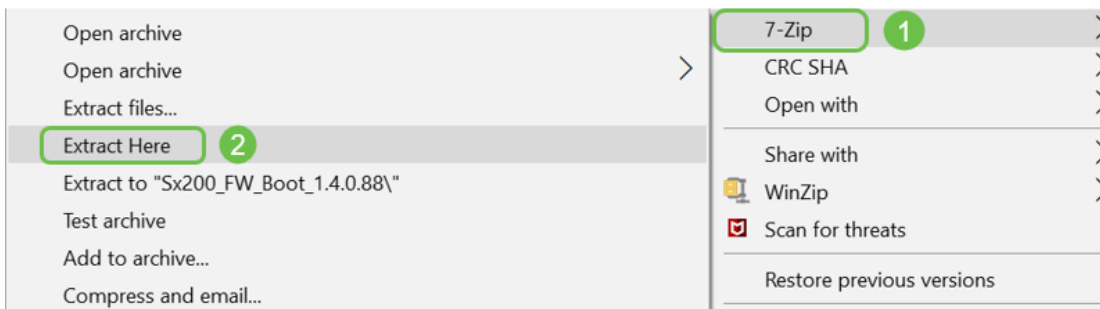 Open archive
Open archive
Extract files...
Extract Here
2
Extract to "Sx200_FW_Boot_1.4.0.88\"
Test archive
Add to archive...
Compress and email...
7-Zip
1
CRC SHA
Open with
Share with
WinZip
Scan for threats
Restore previous versions